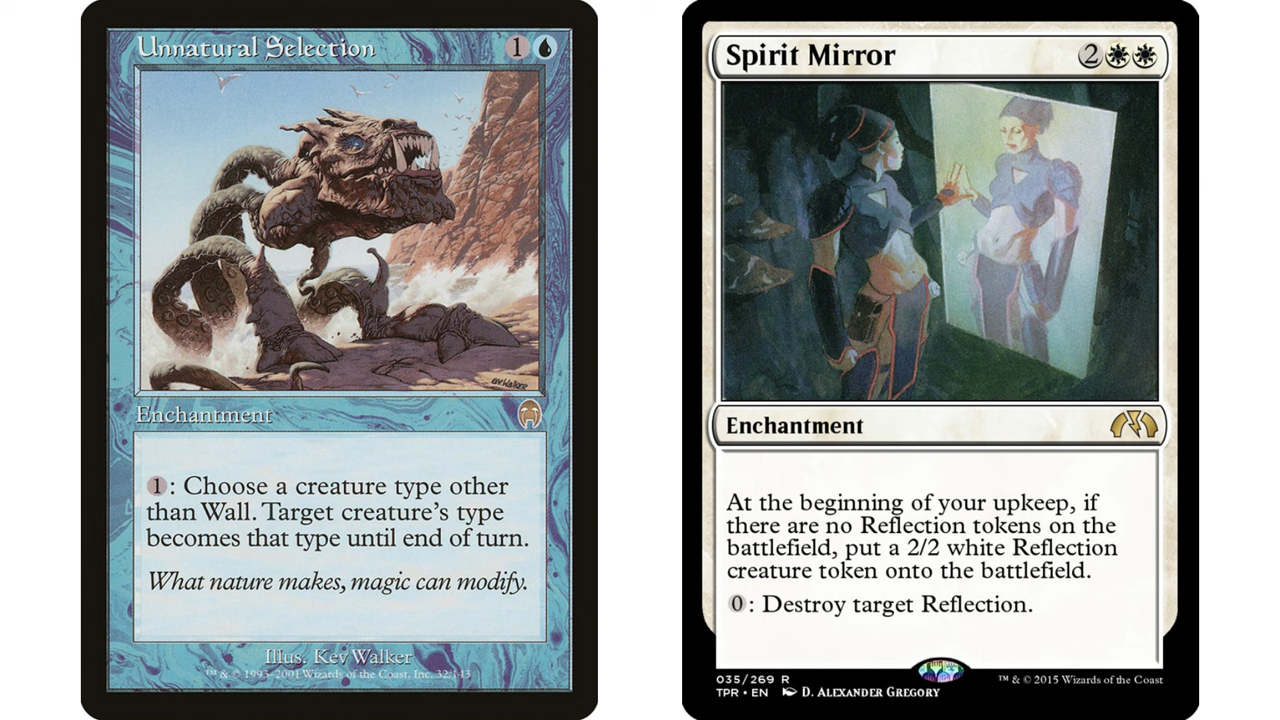 Unnatural Selection 1
Enchantment
1: Choose a creature type other
than Wall. Target creature's type
becomes that type until end of turn.
What nature makes, magic can modify.
Illus. Kev Walker
™ & © 1993–2001 Wizards of the Coast, Inc. 32/143
Spirit Mirror 2
Enchantment
At the beginning of your upkeep, if
there are no Reflection tokens on the
battlefield, put a 2/2 white Reflection
creature token onto the battlefield.
0: Destroy target Reflection.
035/269 R
TPR • EN D. Alexander Gregory
™ & © 2015 Wizards of the Coast